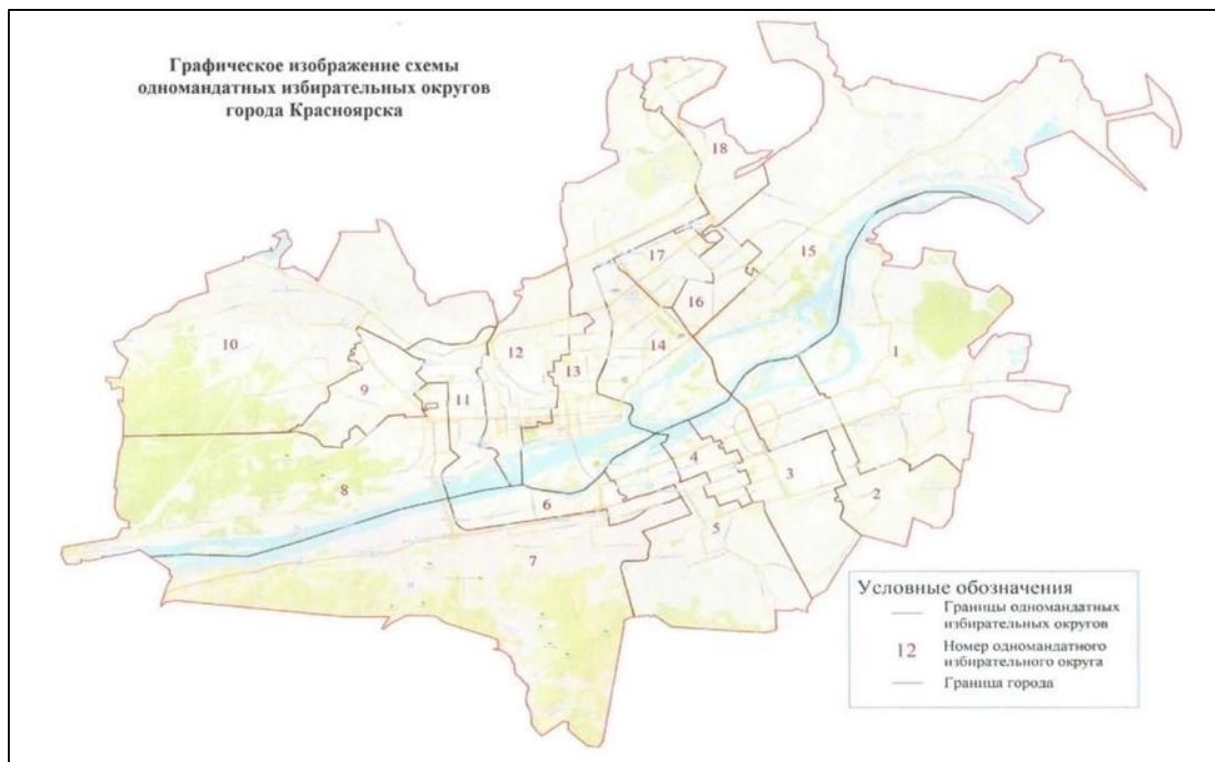 Графическое изображение схемы
одномандатных избирательных округов
города Красноярска
18
17
15
16
10
12
14
13
1
9
11
4
3
8
2
6
5
7
Условные обозначения
Границы одномандатных
избирательных округов
12 Номер одномандатного
избирательного округа
Граница города